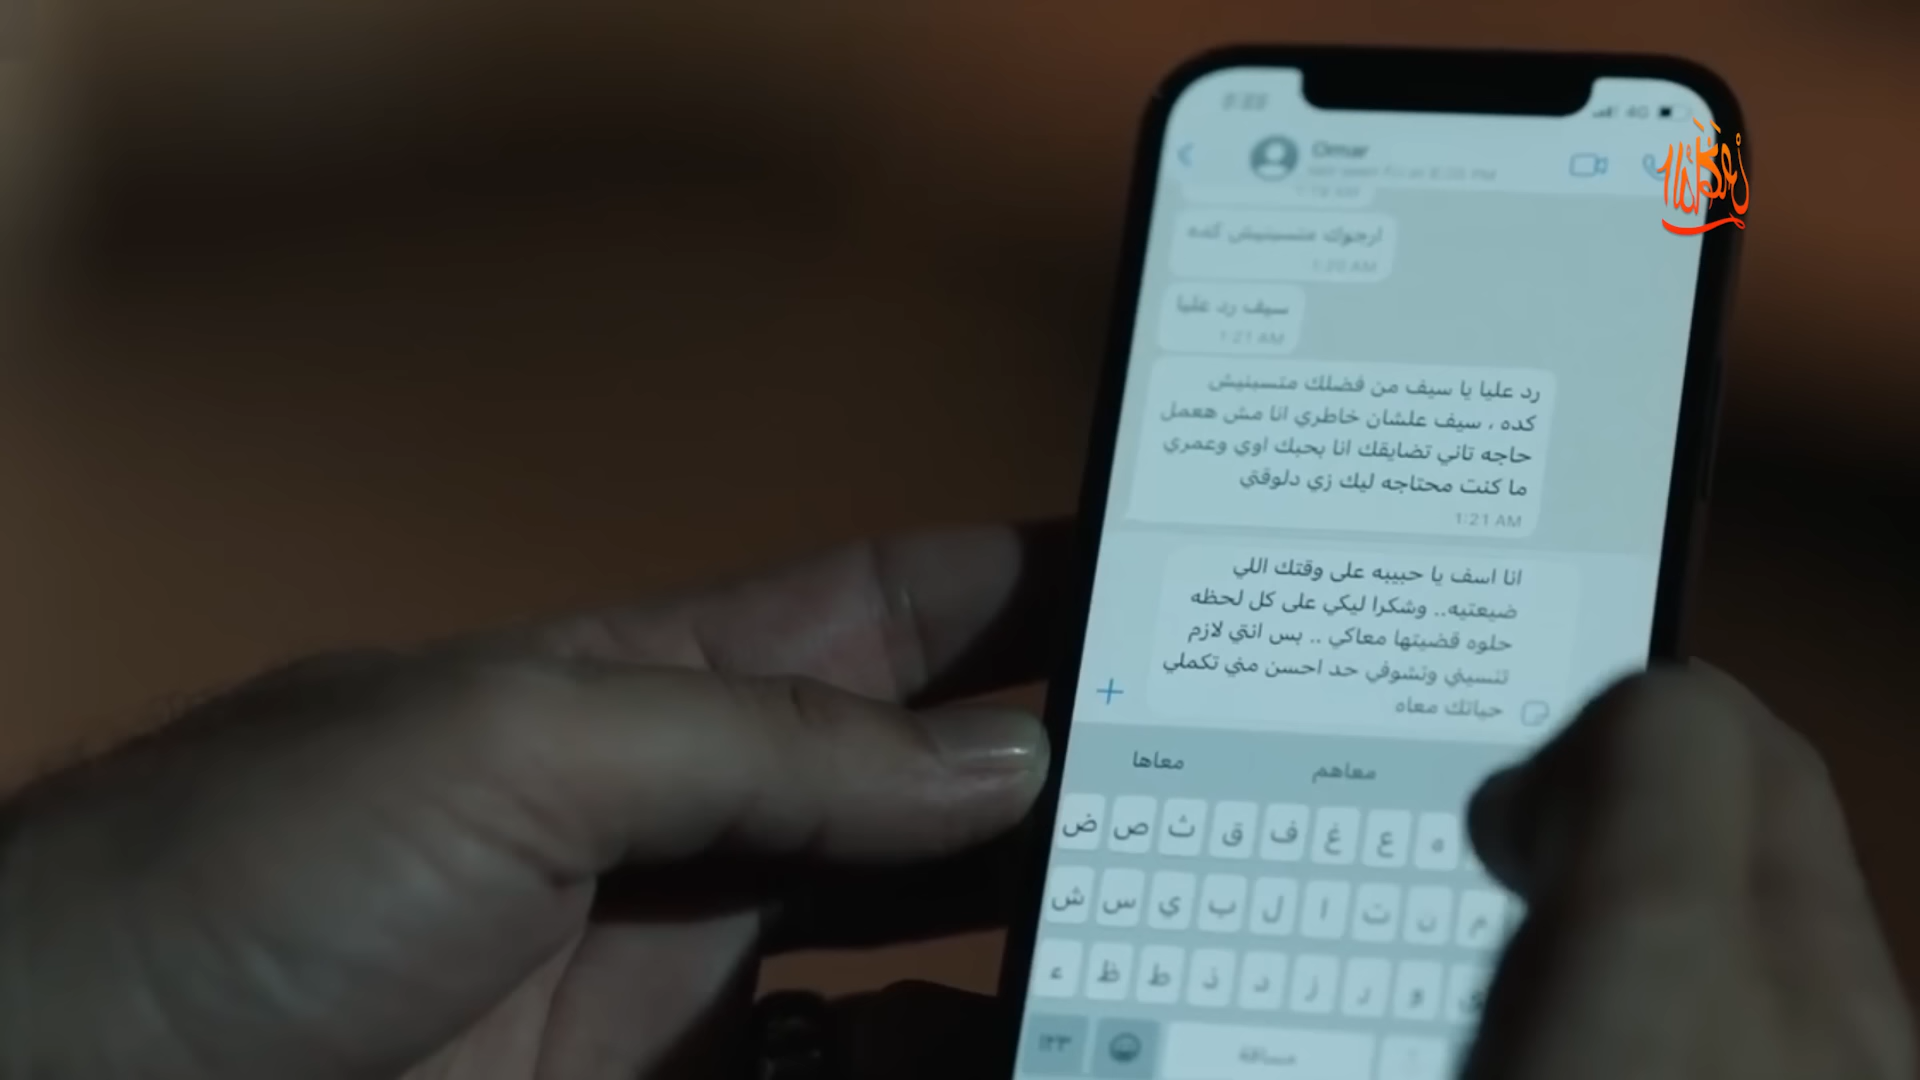 4G
Omar
ارجوك متسبنيش كده
1:20 AM
سيف رد عليا
1:21 AM
رد عليا يا سيف من فضلك متسبنيش
كده ، سيف علشان خاطري انا مش هعمل
حاجه تاني تضايقك انا بحبك اوي وعمري
ما كنت محتاجه ليك زي دلوقتي
1:21 AM
انا اسف يا حبيبه على وقتك اللي
ضيعتيه.. وشكرا ليكي على كل لحظه
حلوه قضيتها معاكي .. بس انتي لازم
تنسيني وتشوفي حد احسن مني تكملي
حياتك معاه
معاهم معاها
ض ص ث ق ف غ ع ه
ش س ي ب ل ا ت ن م
ء ظ ط ذ د ز ر و ى
١٢٣ مسافة